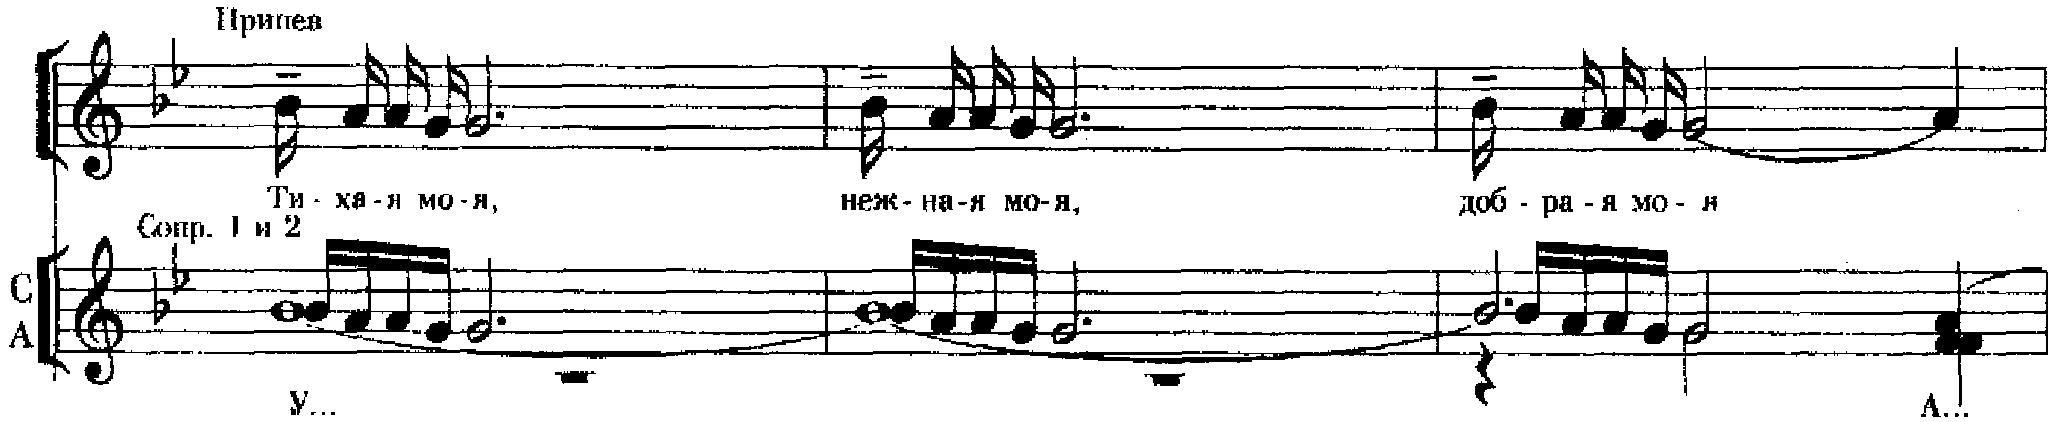 Припев
Ти - ха - я мо - я, неж - на - я мо - я, доб - ра - я мо - я
Сопр. 1 и 2
С
А
У... А...